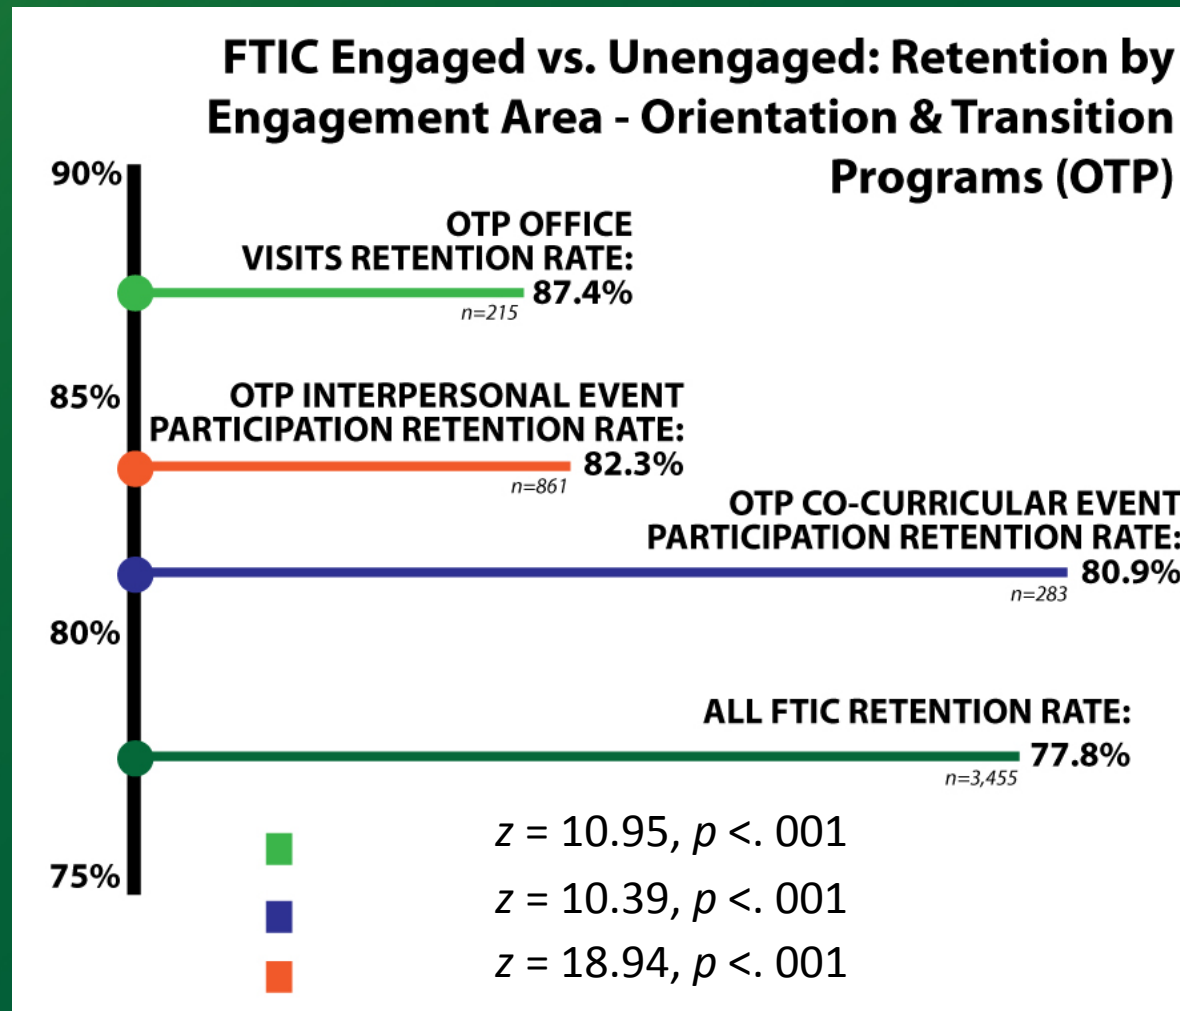 FTIC Engaged vs. Unengaged: Retention by
Engagement Area - Orientation & Transition
Programs (OTP)
90%
OTP OFFICE
VISITS RETENTION RATE:
87.4%
n=215
85%
OTP INTERPERSONAL EVENT
PARTICIPATION RETENTION RATE:
82.3%
n=861
OTP CO-CURRICULAR EVENT
PARTICIPATION RETENTION RATE:
80.9%
n=283
80%
ALL FTIC RETENTION RATE:
77.8%
n=3,455
75%
z = 10.95, p <. 001
z = 10.39, p <. 001
z = 18.94, p <. 001